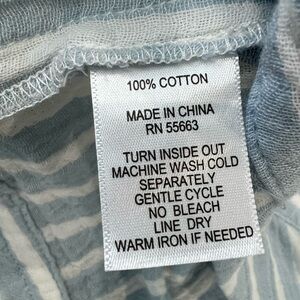 100% COTTON
MADE IN CHINA
RN 55663
TURN INSIDE OUT
MACHINE WASH COLD
SEPARATELY
GENTLE CYCLE
NO BLEACH
LINE DRY
WARM IRON IF NEEDED